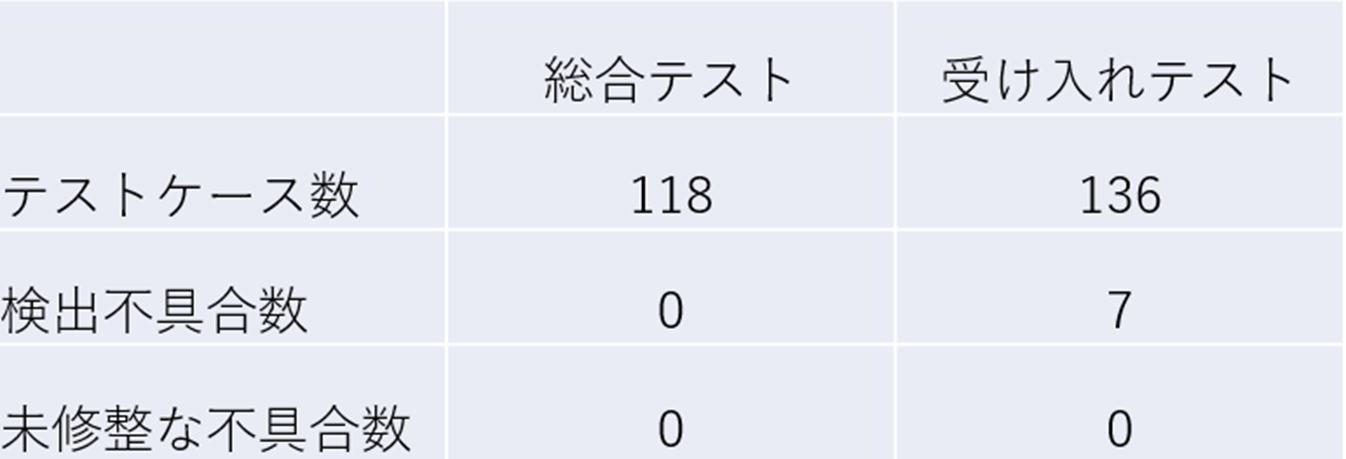 総合テスト 受け入れテスト
テストケース数 118 136
検出不具合数 0 7
未修整な不具合数 0 0